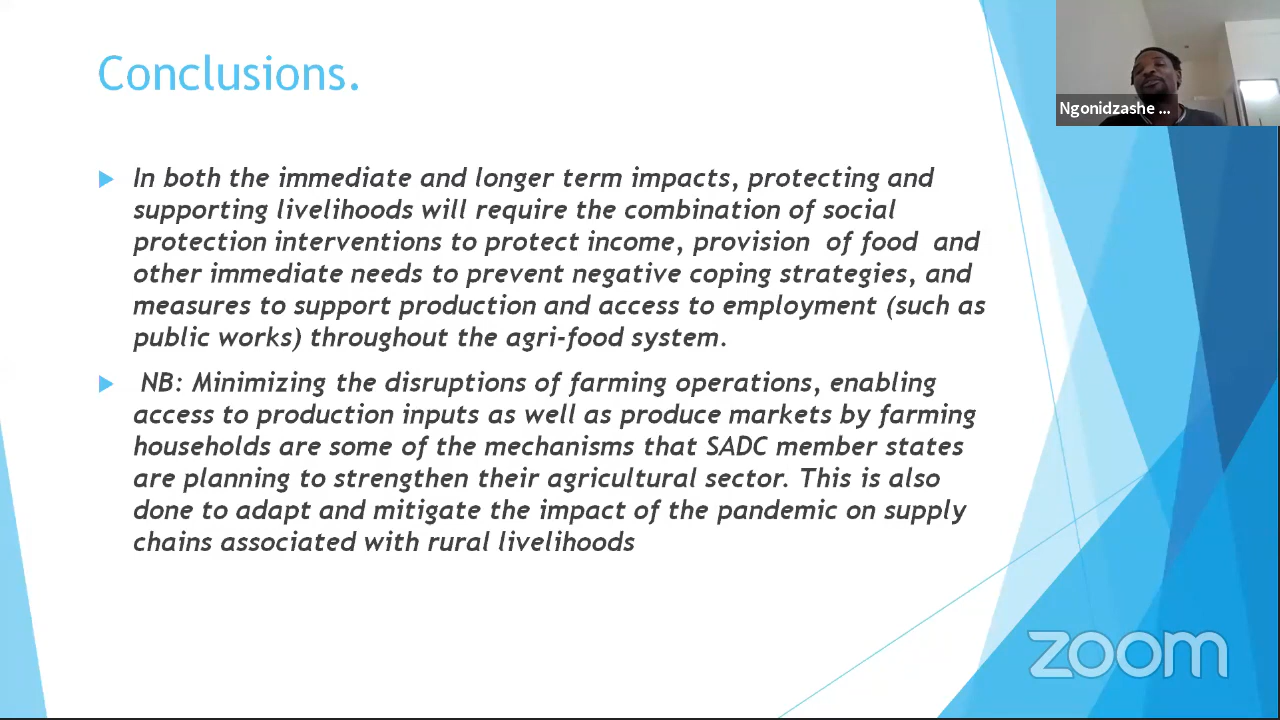 Conclusions.
Ngonidzashe ...
In both the immediate and longer term impacts, protecting and
supporting livelihoods will require the combination of social
protection interventions to protect income, provision of food and
other immediate needs to prevent negative coping strategies, and
measures to support production and access to employment (such as
public works) throughout the agri-food system.
NB: Minimizing the disruptions of farming operations, enabling
access to production inputs as well as produce markets by farming
households are some of the mechanisms that SADC member states
are planning to strengthen their agricultural sector. This is also
done to adapt and mitigate the impact of the pandemic on supply
chains associated with rural livelihoods
zoom